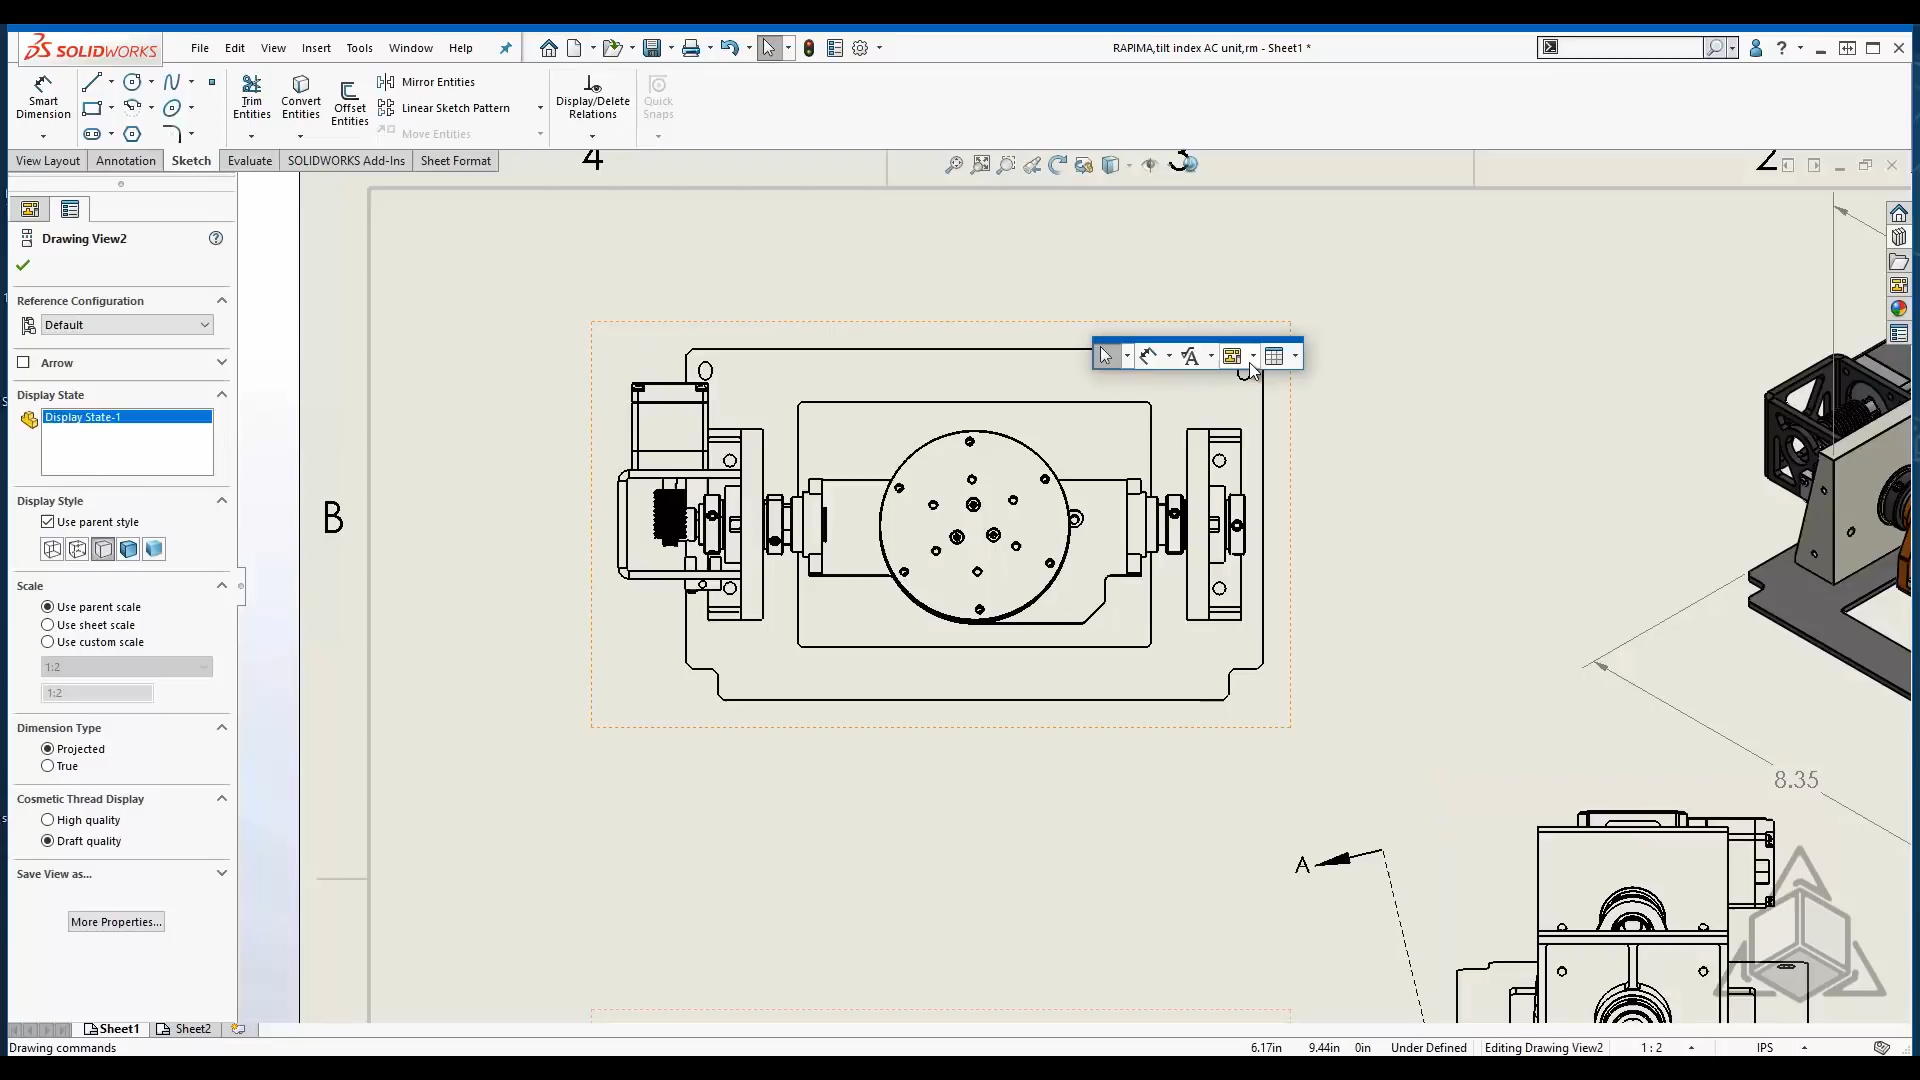 SOLIDWORKS
File Edit View Insert Tools Window Help
RAPIMA,tilt index AC unit,rm - Sheet1 *
Smart Dimension
Trim Entities
Convert Entities
Offset Entities
Mirror Entities
Linear Sketch Pattern
Move Entities
Display/Delete Relations
Quick Snaps
View Layout Annotation Sketch Evaluate SOLIDWORKS Add-Ins Sheet Format
4 3 2
Drawing View2
Reference Configuration
Default
Arrow
Display State
Display State-1
Display Style
Use parent style
Scale
Use parent scale
Use sheet scale
Use custom scale
1:2
1:2
Dimension Type
Projected
True
Cosmetic Thread Display
High quality
Draft quality
Save View as...
More Properties...
B
8.35
A
Sheet1 Sheet2
Drawing commands 6.17in 9.44in 0in Under Defined Editing Drawing View2 1 : 2 IPS